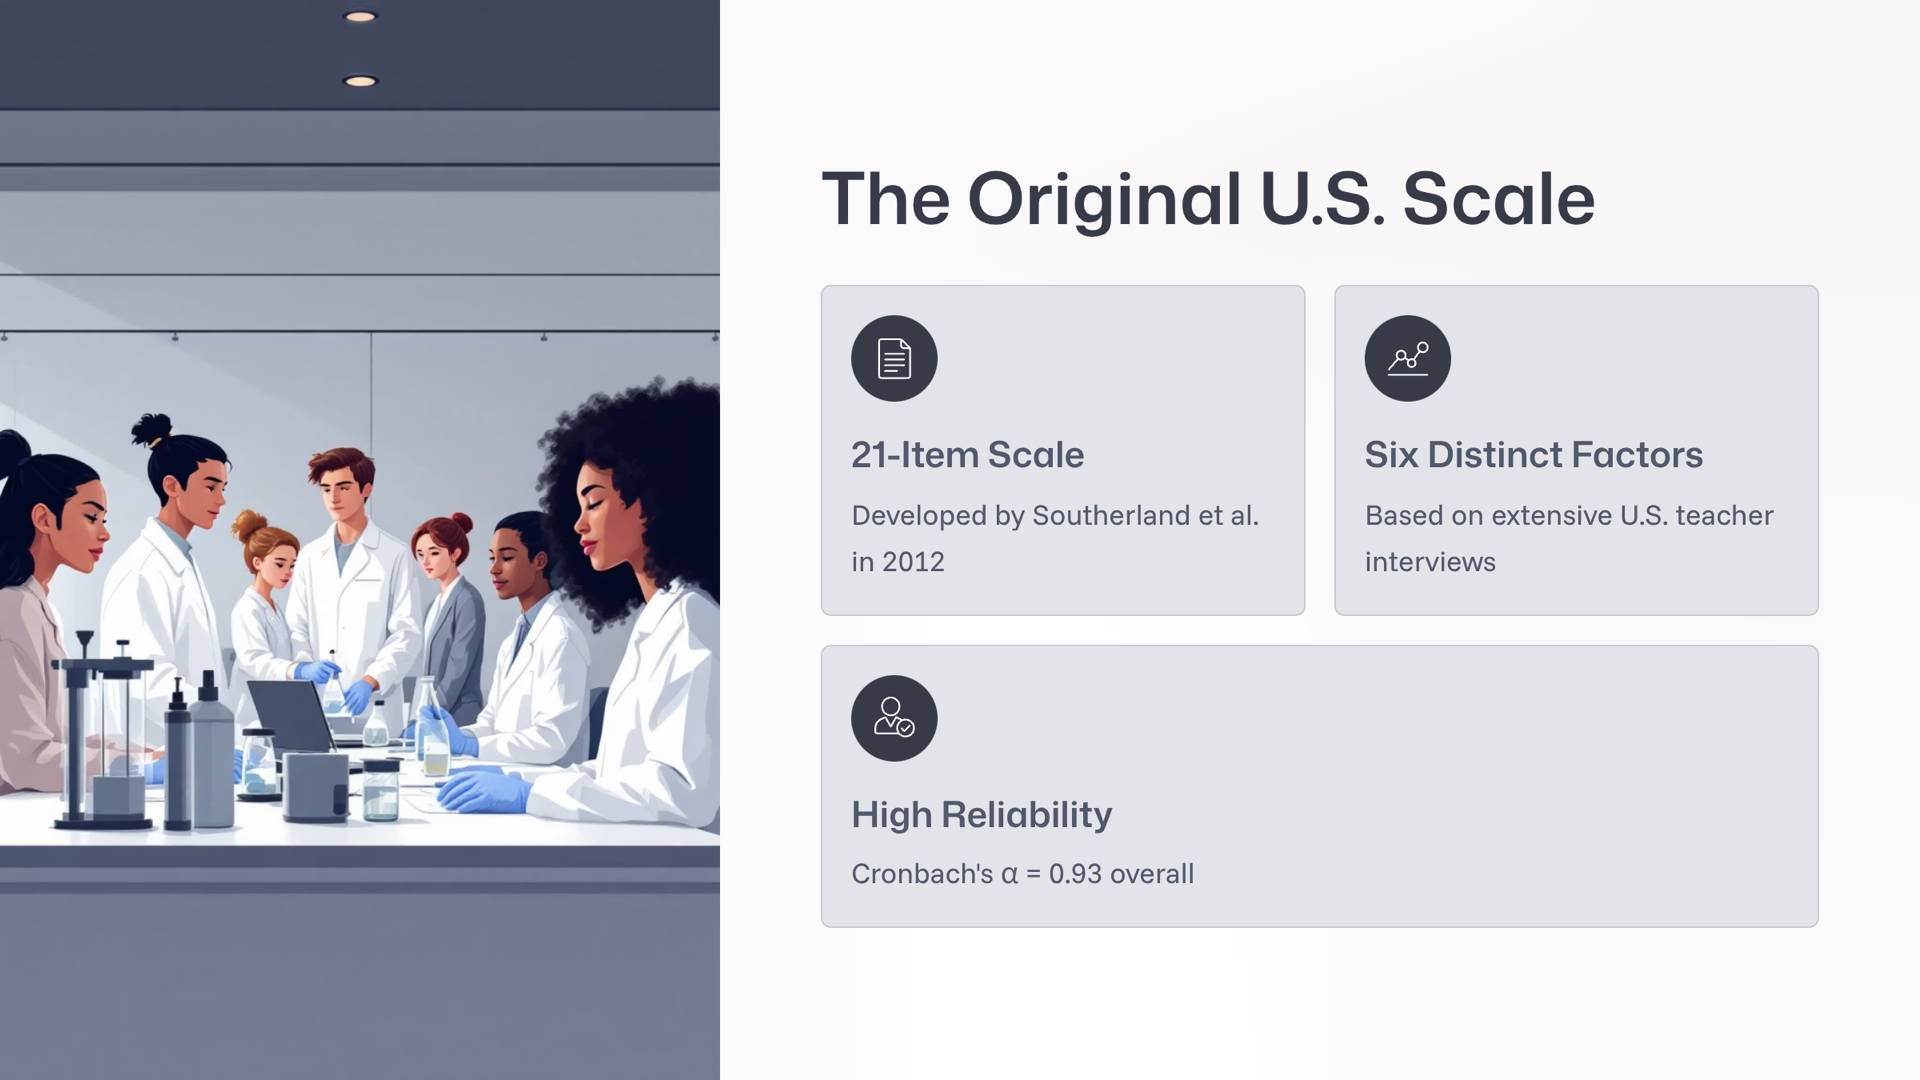 The Original U.S. Scale
21-Item Scale
Developed by Southerland et al.
in 2012
Six Distinct Factors
Based on extensive U.S. teacher
interviews
High Reliability
Cronbach's α = 0.93 overall